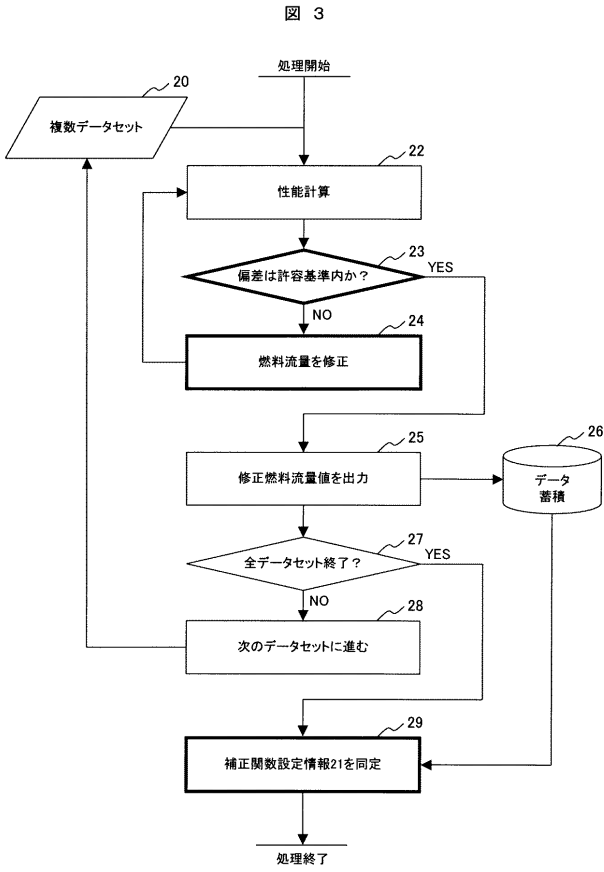 図 3
処理開始
20
複数データセット
22
性能計算
23
偏差は許容基準内か?
YES
NO
24
燃料流量を修正
25
修正燃料流量値を出力
26
データ
蓄積
27
全データセット終了?
YES
NO
28
次のデータセットに進む
29
補正関数設定情報21を同定
処理終了